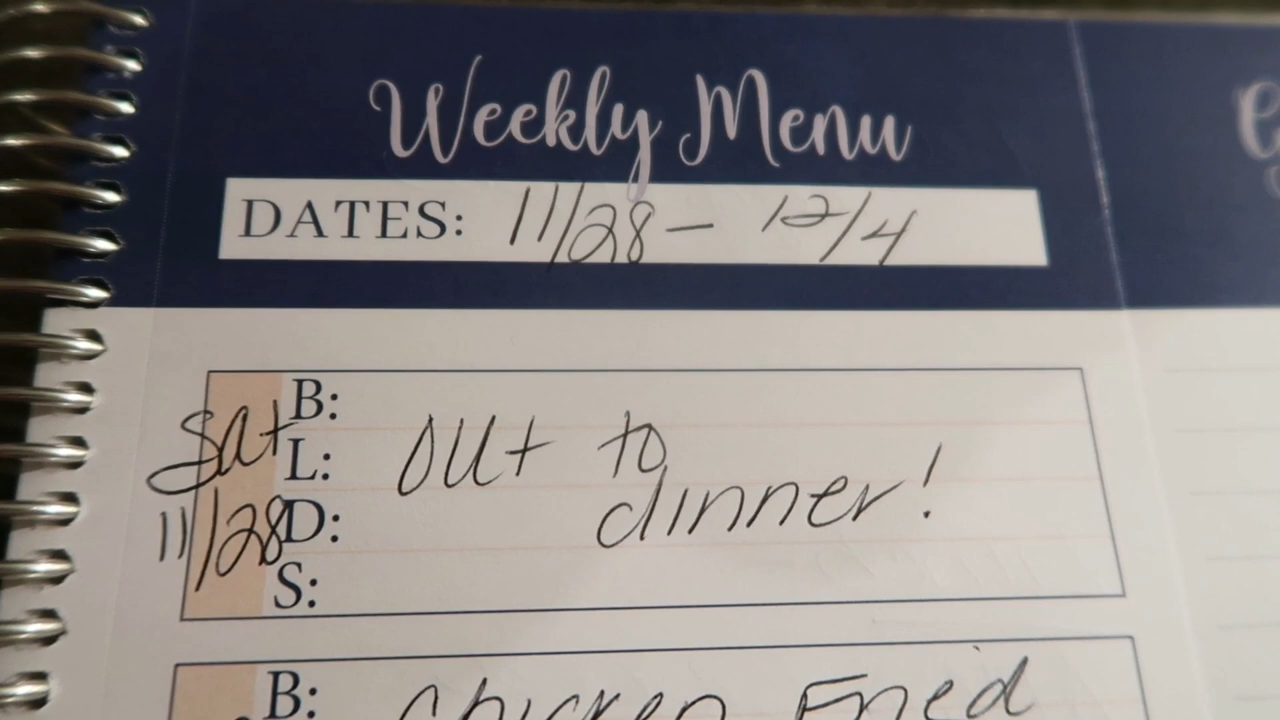 Weekly Menu
DATES: 11/28 - 12/4
Sat
11/28
B:
L:
D:
S:
out to
dinner!
B: Chicken Fried